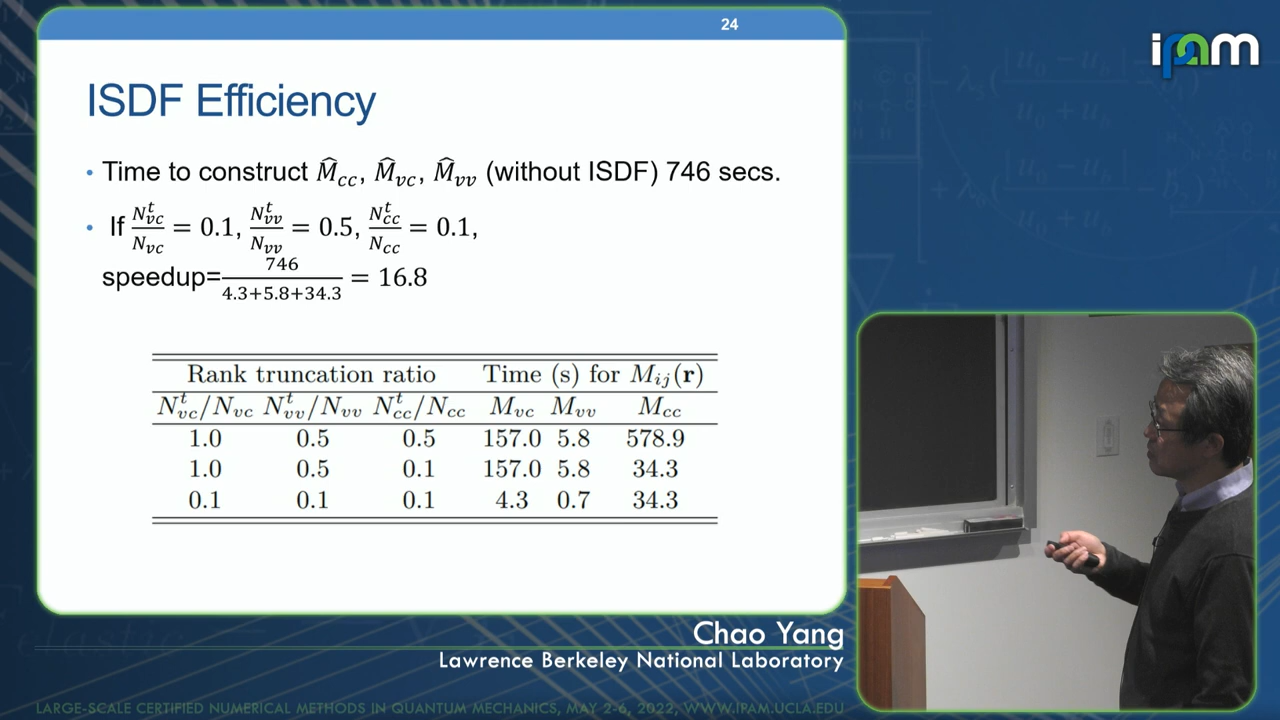 24
ipam
ISDF Efficiency
• Time to construct M̂cc, M̂vc, M̂vv (without ISDF) 746 secs.
• If N^t_vc/N_vc = 0.1, N^t_vv/N_vv = 0.5, N^t_cc/N_cc = 0.1,
speedup= 746/(4.3+5.8+34.3) = 16.8
Rank truncation ratio Time (s) for M_ij(r)
N^t_vc/N_vc N^t_vv/N_vv N^t_cc/N_cc M_vc M_vv M_cc
1.0 0.5 0.5 157.0 5.8 578.9
1.0 0.5 0.1 157.0 5.8 34.3
0.1 0.1 0.1 4.3 0.7 34.3
Chao Yang
Lawrence Berkeley National Laboratory
LARGE-SCALE CERTIFIED NUMERICAL METHODS IN QUANTUM MECHANICS, MAY 2-6, 2022, WWW.IPAM.UCLA.EDU